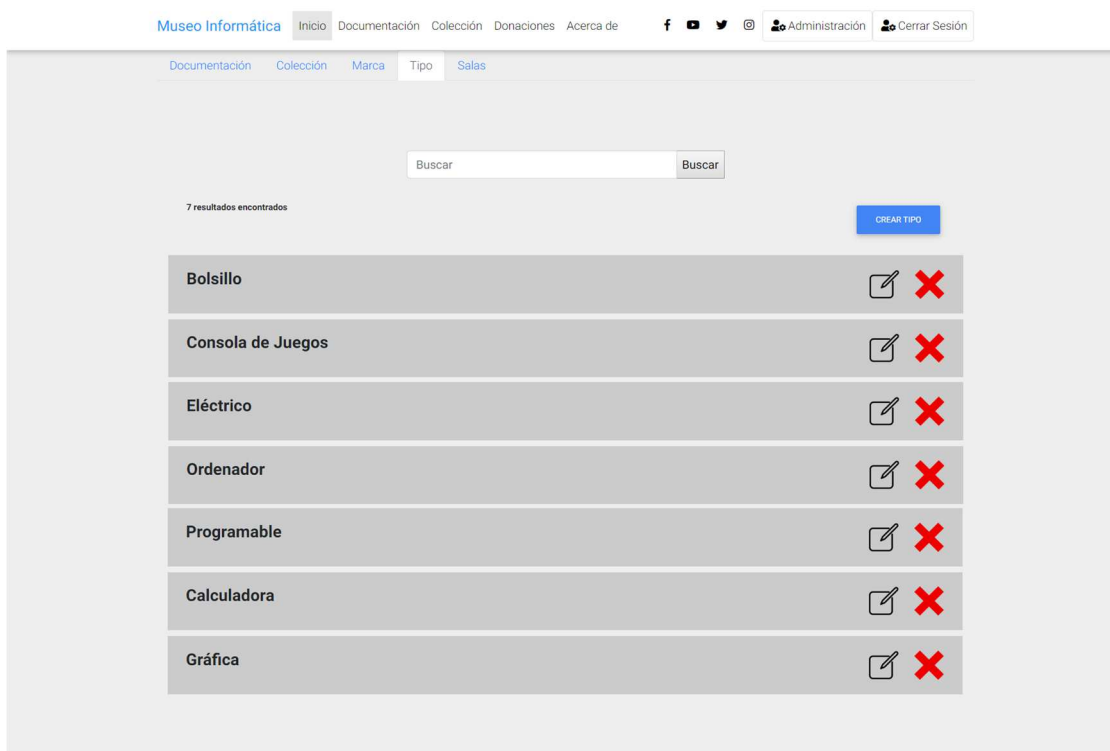 Museo Informática Inicio Documentación Colección Donaciones Acerca de Administración Cerrar Sesión
Documentación Colección Marca Tipo Salas
Buscar Buscar
7 resultados encontrados
CREAR TIPO
Bolsillo
Consola de Juegos
Eléctrico
Ordenador
Programable
Calculadora
Gráfica